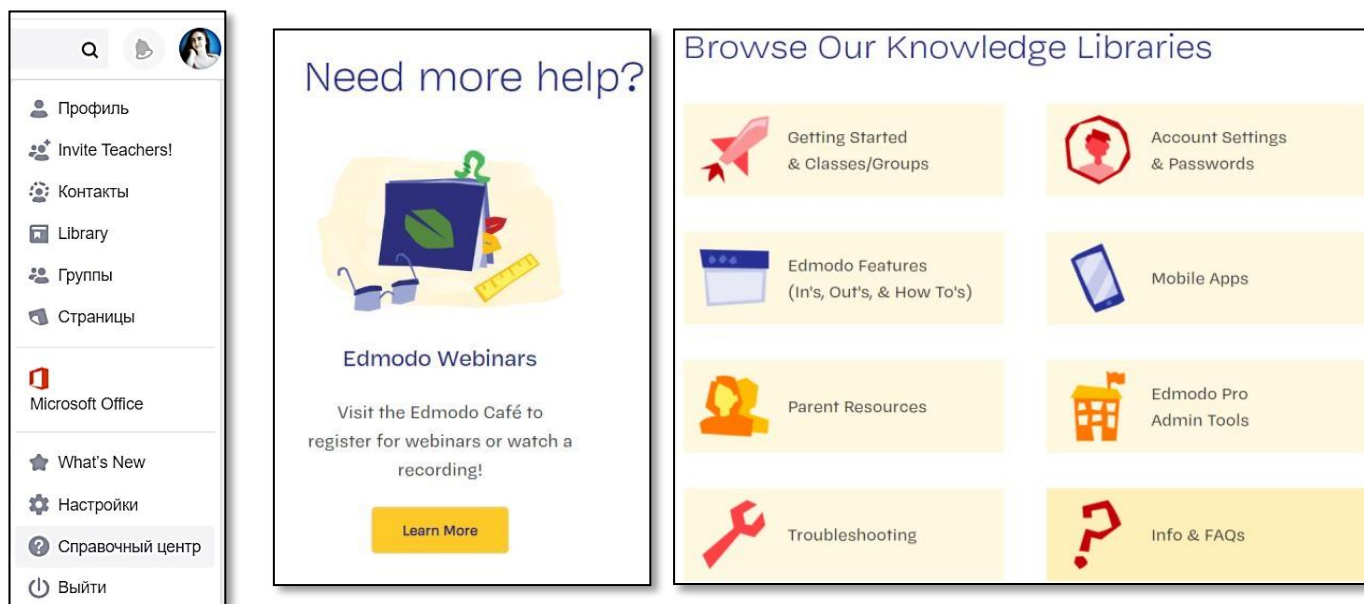 Профиль
Invite Teachers!
Контакты
Library
Группы
Страницы
Microsoft Office
What's New
Настройки
Справочный центр
Выйти
Need more help?
Edmodo Webinars
Visit the Edmodo Café to
register for webinars or watch a
recording!
Learn More
Browse Our Knowledge Libraries
Getting Started
& Classes/Groups
Account Settings
& Passwords
Edmodo Features
(In's, Out's, & How To's)
Mobile Apps
Parent Resources
Edmodo Pro
Admin Tools
Troubleshooting
Info & FAQs